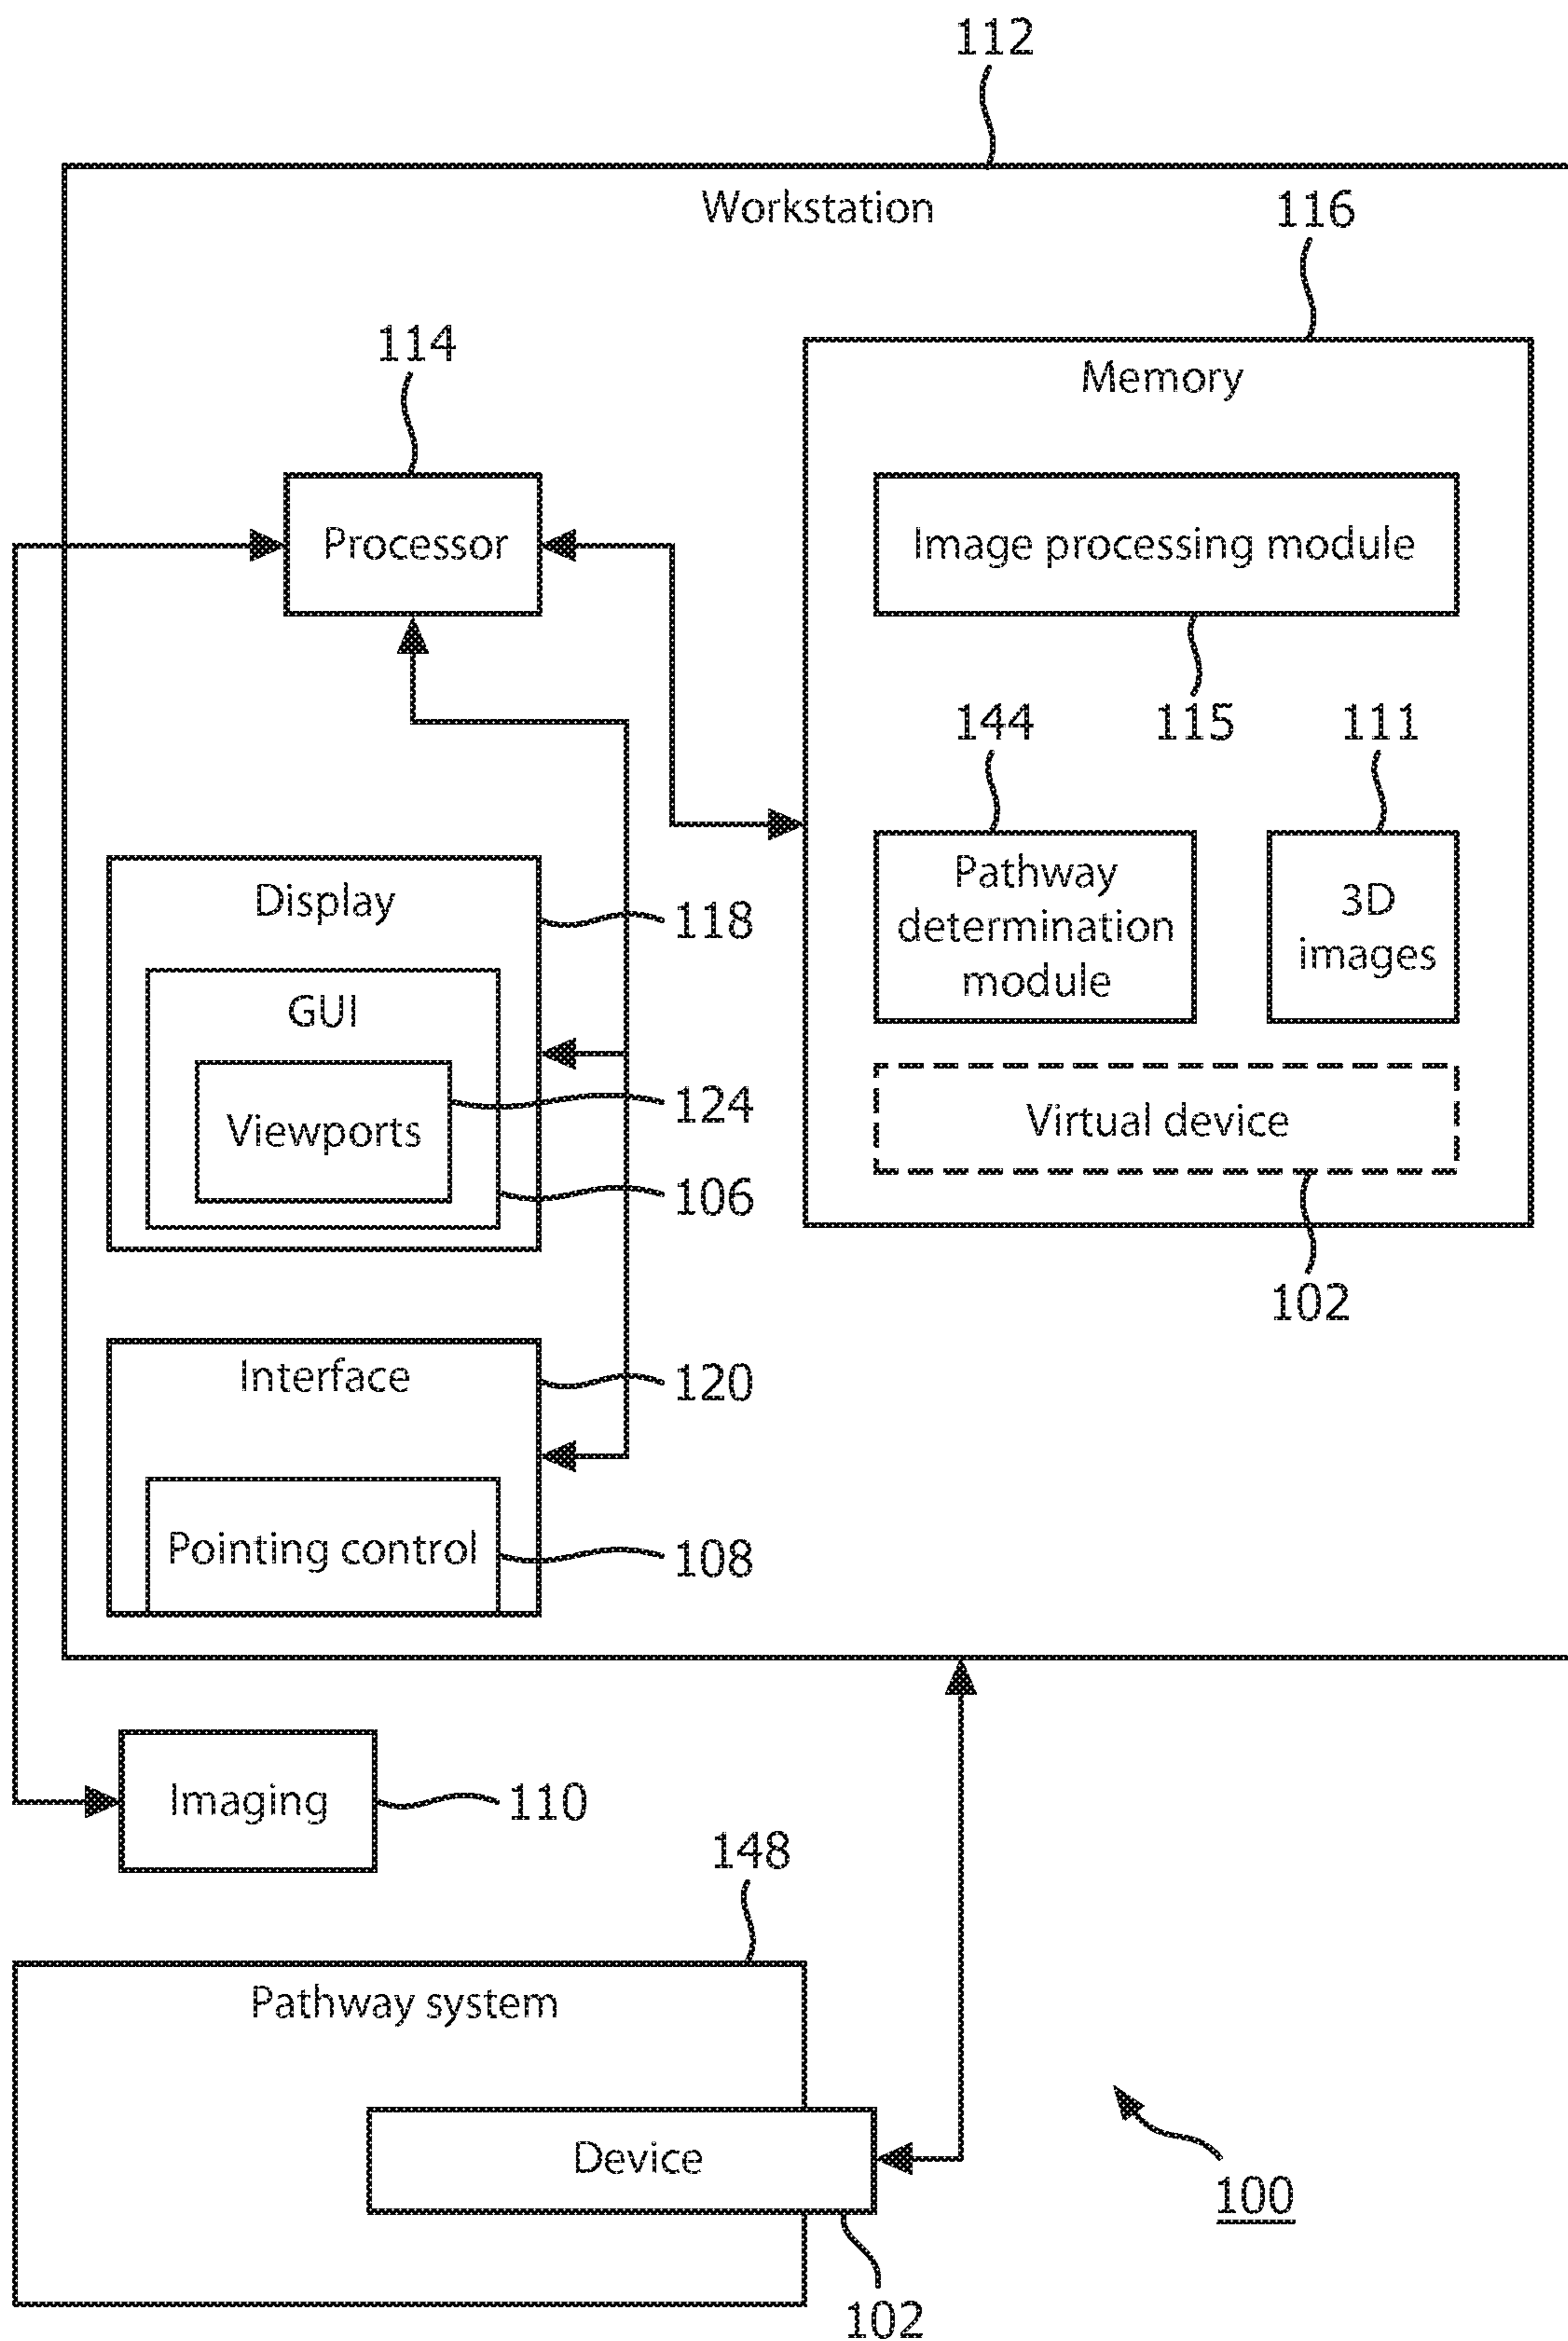 112
Workstation
116
114
Memory
Processor
Image processing module
144
115
111
Pathway
determination
module
3D
images
Display
118
GUI
Viewports
124
106
Virtual device
102
Interface
120
Pointing control
108
Imaging
110
148
Pathway system
Device
100
102